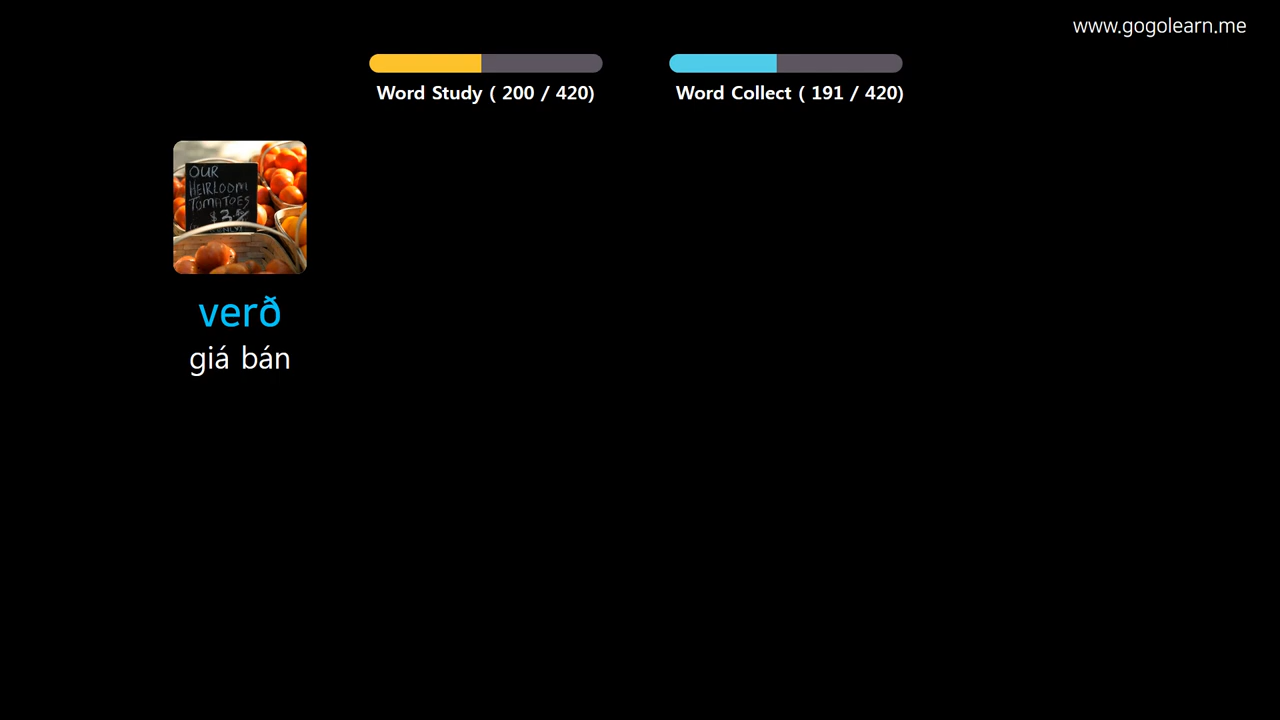 www.gogolearn.me
Word Study ( 200 / 420)
Word Collect ( 191 / 420)
OUR
HEIRLOOM
TOMATOES
verð
giá bán